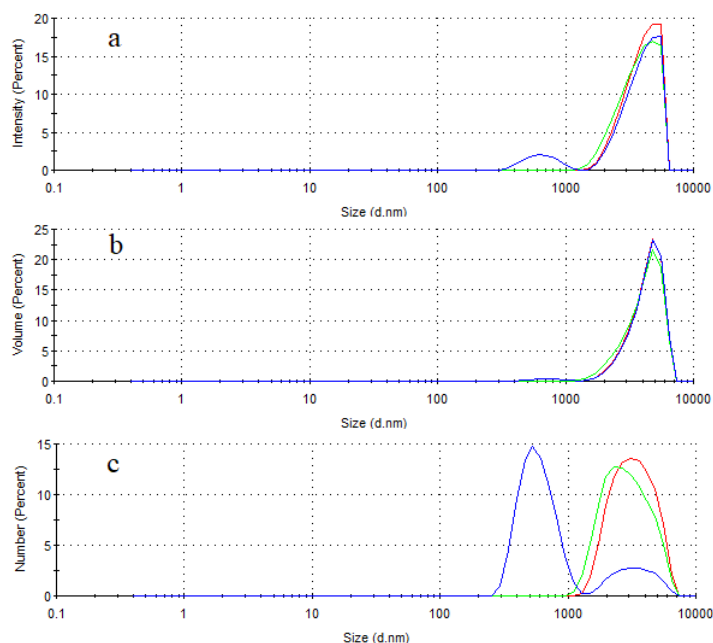 a
Intensity (Percent)
20
15
10
5
0
0.1 1 10 100 1000 10000
Size (d.nm)
b
Volume (Percent)
25
20
15
10
5
0
0.1 1 10 100 1000 10000
Size (d.nm)
c
Number (Percent)
15
10
5
0
0.1 1 10 100 1000 10000
Size (d.nm)